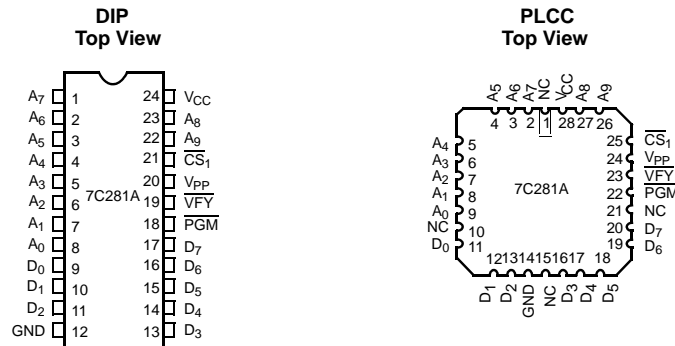 DIP
Top View
A7 1 24 VCC
A6 2 23 A8
A5 3 22 A9
A4 4 21 CS1
A3 5 20 VPP
A2 6 7C281A 19 VFY
A1 7 18 PGM
A0 8 17 D7
D0 9 16 D6
D1 10 15 D5
D2 11 14 D4
GND 12 13 D3
PLCC
Top View
A5 A6 A7 NC VCC A8 A9
4 3 2 1 28 27 26
A4 5 25 CS1
A3 6 24 VPP
A2 7 23 VFY
A1 8 7C281A 22 PGM
A0 9 21 NC
NC 10 20 D7
D0 11 19 D6
12 13 14 15 16 17 18
D1 D2 GND NC D3 D4 D5